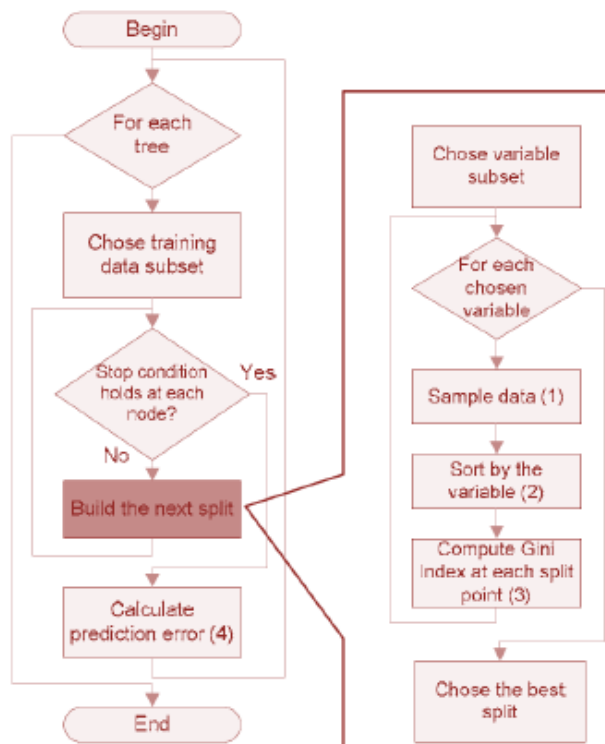 Begin
For each
tree
Chose training
data subset
Stop condition
holds at each
node?
Yes
No
Build the next split
Calculate
prediction error (4)
End
Chose variable
subset
For each
chosen
variable
Sample data (1)
Sort by the
variable (2)
Compute Gini
Index at each split
point (3)
Chose the best
split